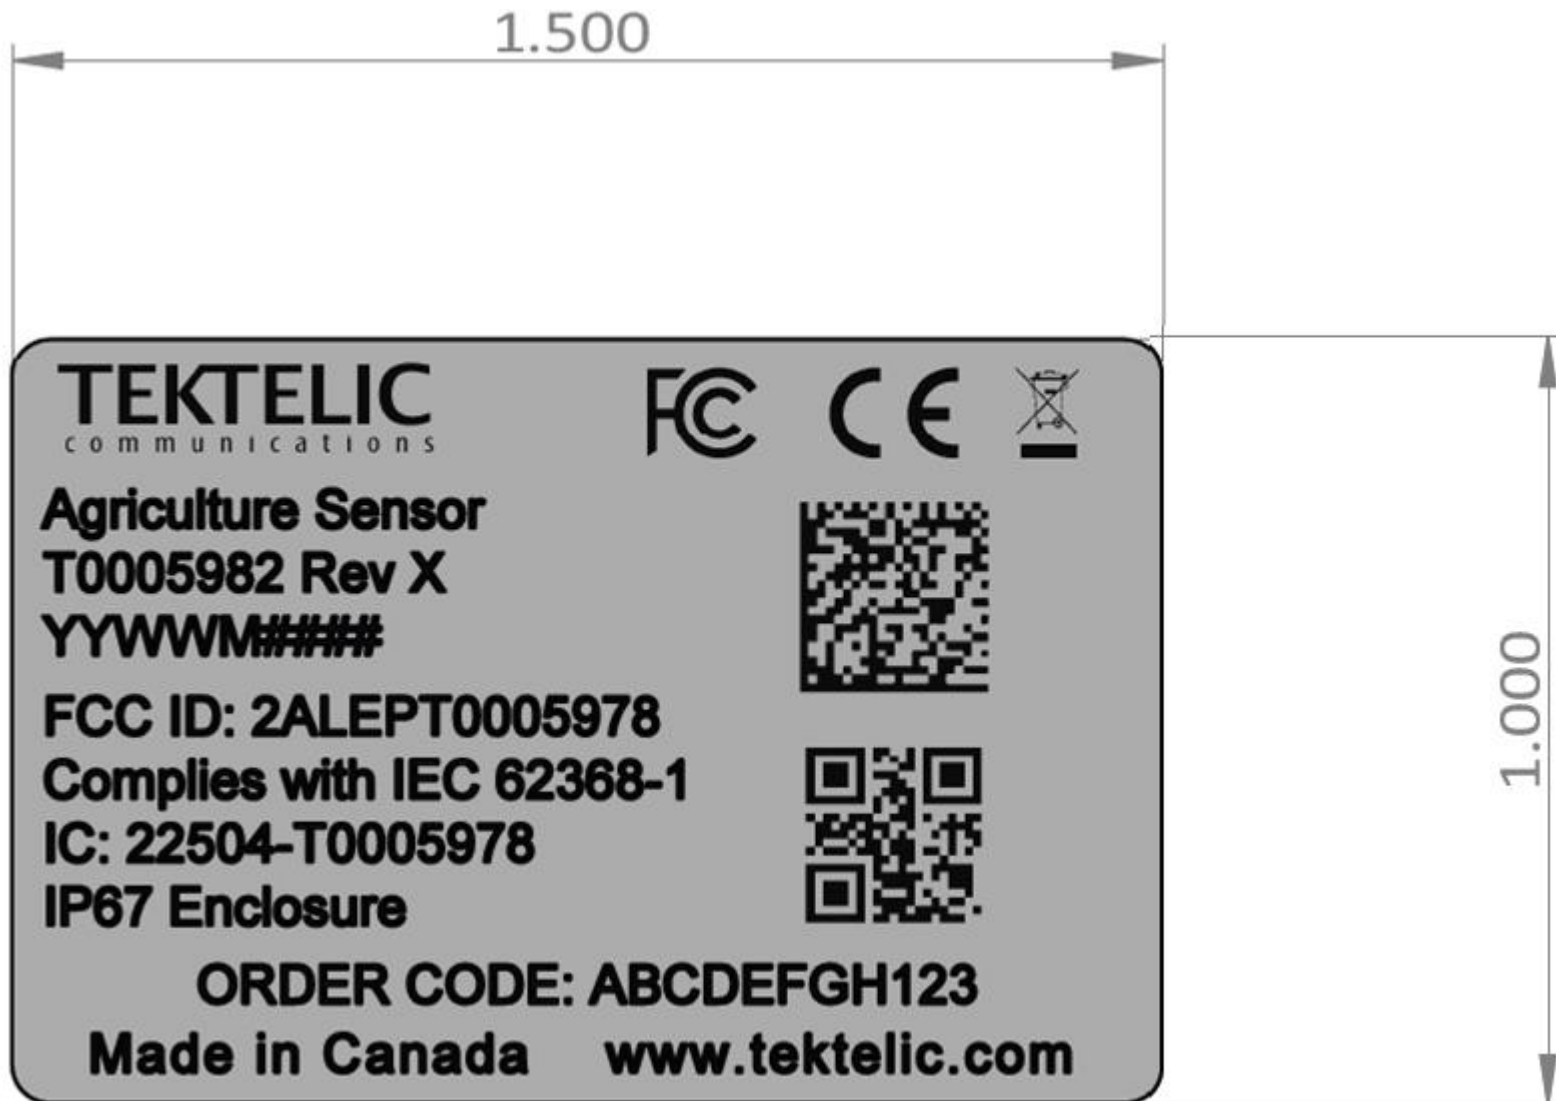 1.500
TEKTELIC
communications
FC CE
Agriculture Sensor
T0005982 Rev X
YYWWM####
FCC ID: 2ALEPT0005978
Complies with IEC 62368-1
IC: 22504-T0005978
IP67 Enclosure
ORDER CODE: ABCDEFGH123
Made in Canada www.tektelic.com
1.000